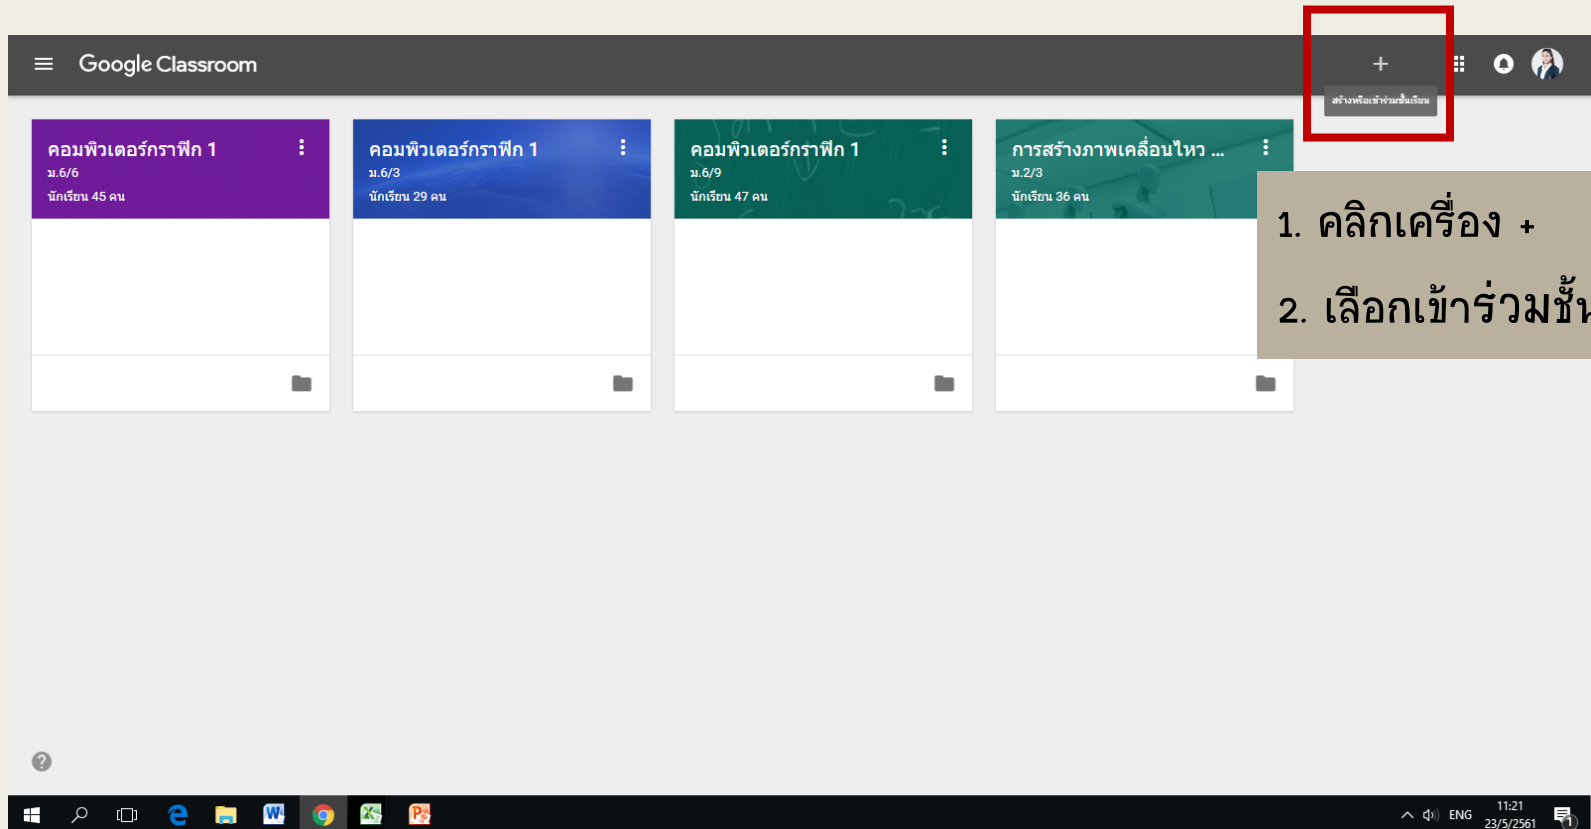 Google Classroom
สร้างหรือเข้าร่วมชั้นเรียน
คอมพิวเตอร์กราฟิก 1
ม.6/6
นักเรียน 45 คน
คอมพิวเตอร์กราฟิก 1
ม.6/3
นักเรียน 29 คน
คอมพิวเตอร์กราฟิก 1
ม.6/9
นักเรียน 47 คน
การสร้างภาพเคลื่อนไหว ...
ม.2/3
นักเรียน 36 คน
1. คลิกเครื่อง +
2. เลือกเข้าร่วมชั้น
ENG
11:21
23/5/2561